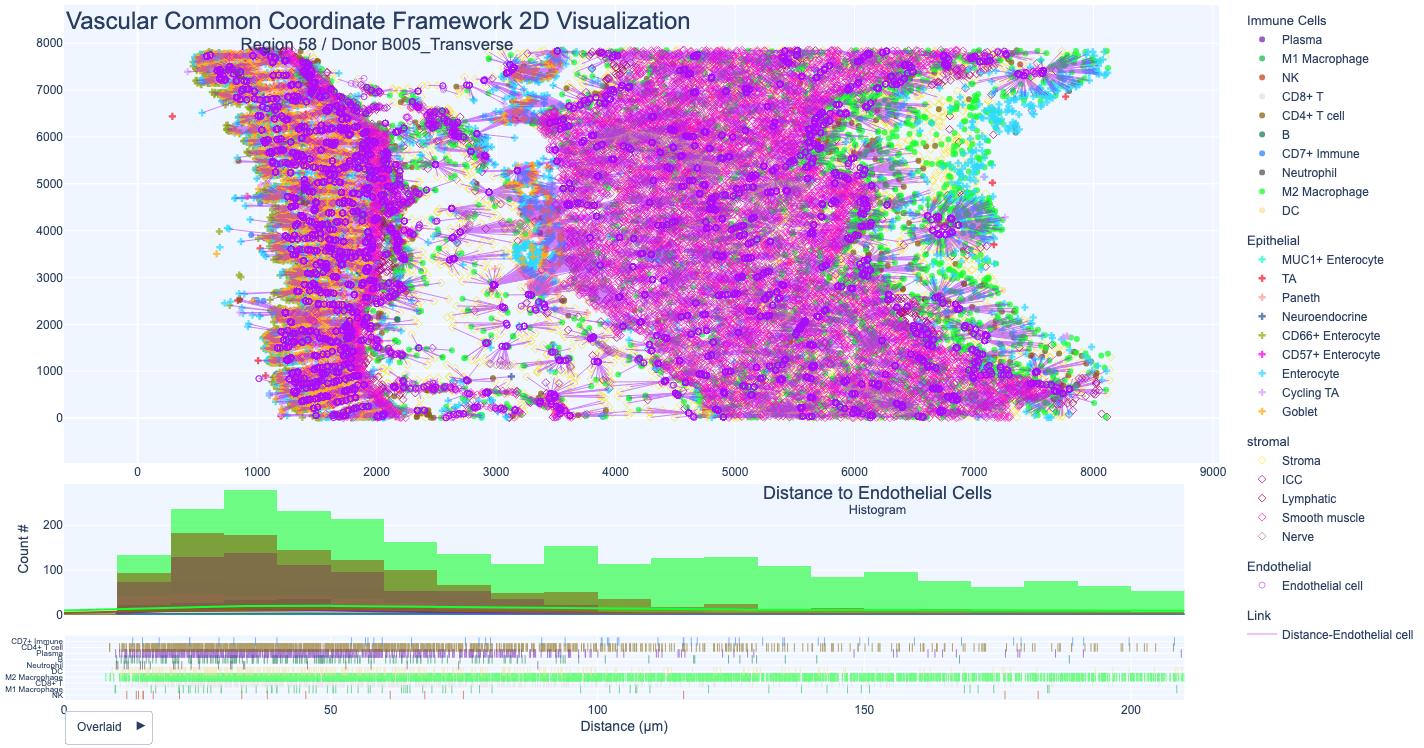 Vascular Common Coordinate Framework 2D Visualization
Region 58 / Donor B005_Transverse
8000
7000
6000
5000
4000
3000
2000
1000
0
0 1000 2000 3000 4000 5000 6000 7000 8000 9000
Immune Cells
Plasma
M1 Macrophage
NK
CD8+ T
CD4+ T cell
B
CD7+ Immune
Neutrophil
M2 Macrophage
DC
Epithelial
MUC1+ Enterocyte
TA
Paneth
Neuroendocrine
CD66+ Enterocyte
CD57+ Enterocyte
Enterocyte
Cycling TA
Goblet
stromal
Stroma
ICC
Lymphatic
Smooth muscle
Nerve
Endothelial
Endothelial cell
Link
Distance-Endothelial cell
Distance to Endothelial Cells
Histogram
Count #
200
100
0
CD7+ Immune
CD4+ T cell
Plasma
B
Neutrophil
DC
M2 Macrophage
CD8+ T
M1 Macrophage
NK
0 50 100 150 200
Distance (μm)
Overlaid ▶